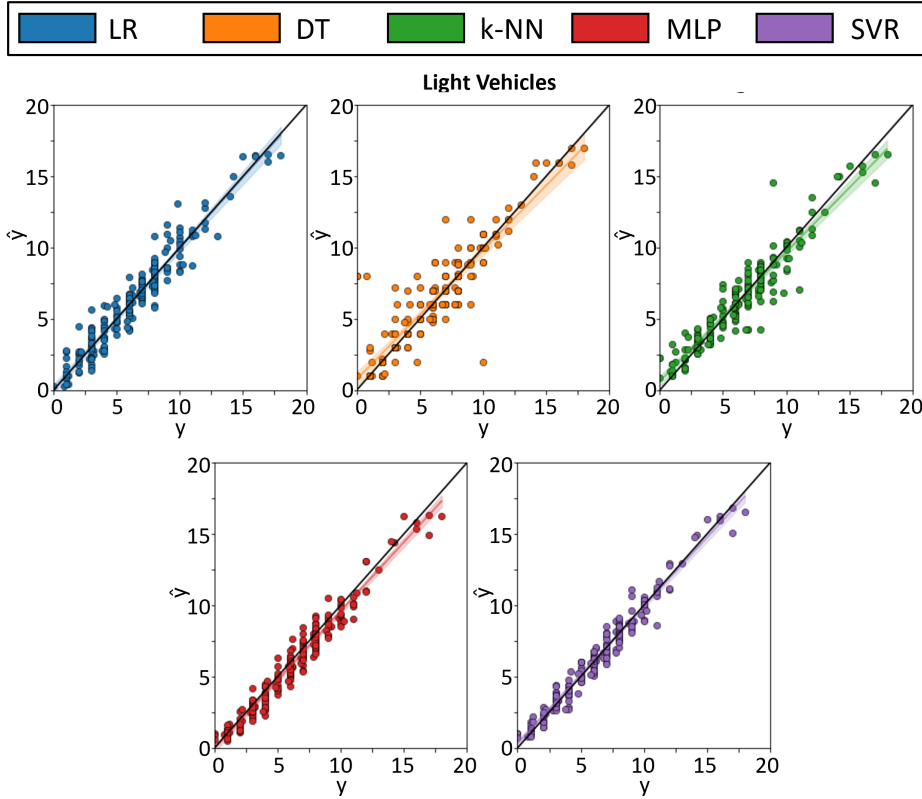 LR DT k-NN MLP SVR
Light Vehicles
20 20 20
15 15 15
ŷ ŷ ŷ
10 10 10
5 5 5
0 0 0
0 5 10 15 20 0 5 10 15 20 0 5 10 15 20
y y y
20 20
15 15
ŷ ŷ
10 10
5 5
0 0
0 5 10 15 20 0 5 10 15 20
y y